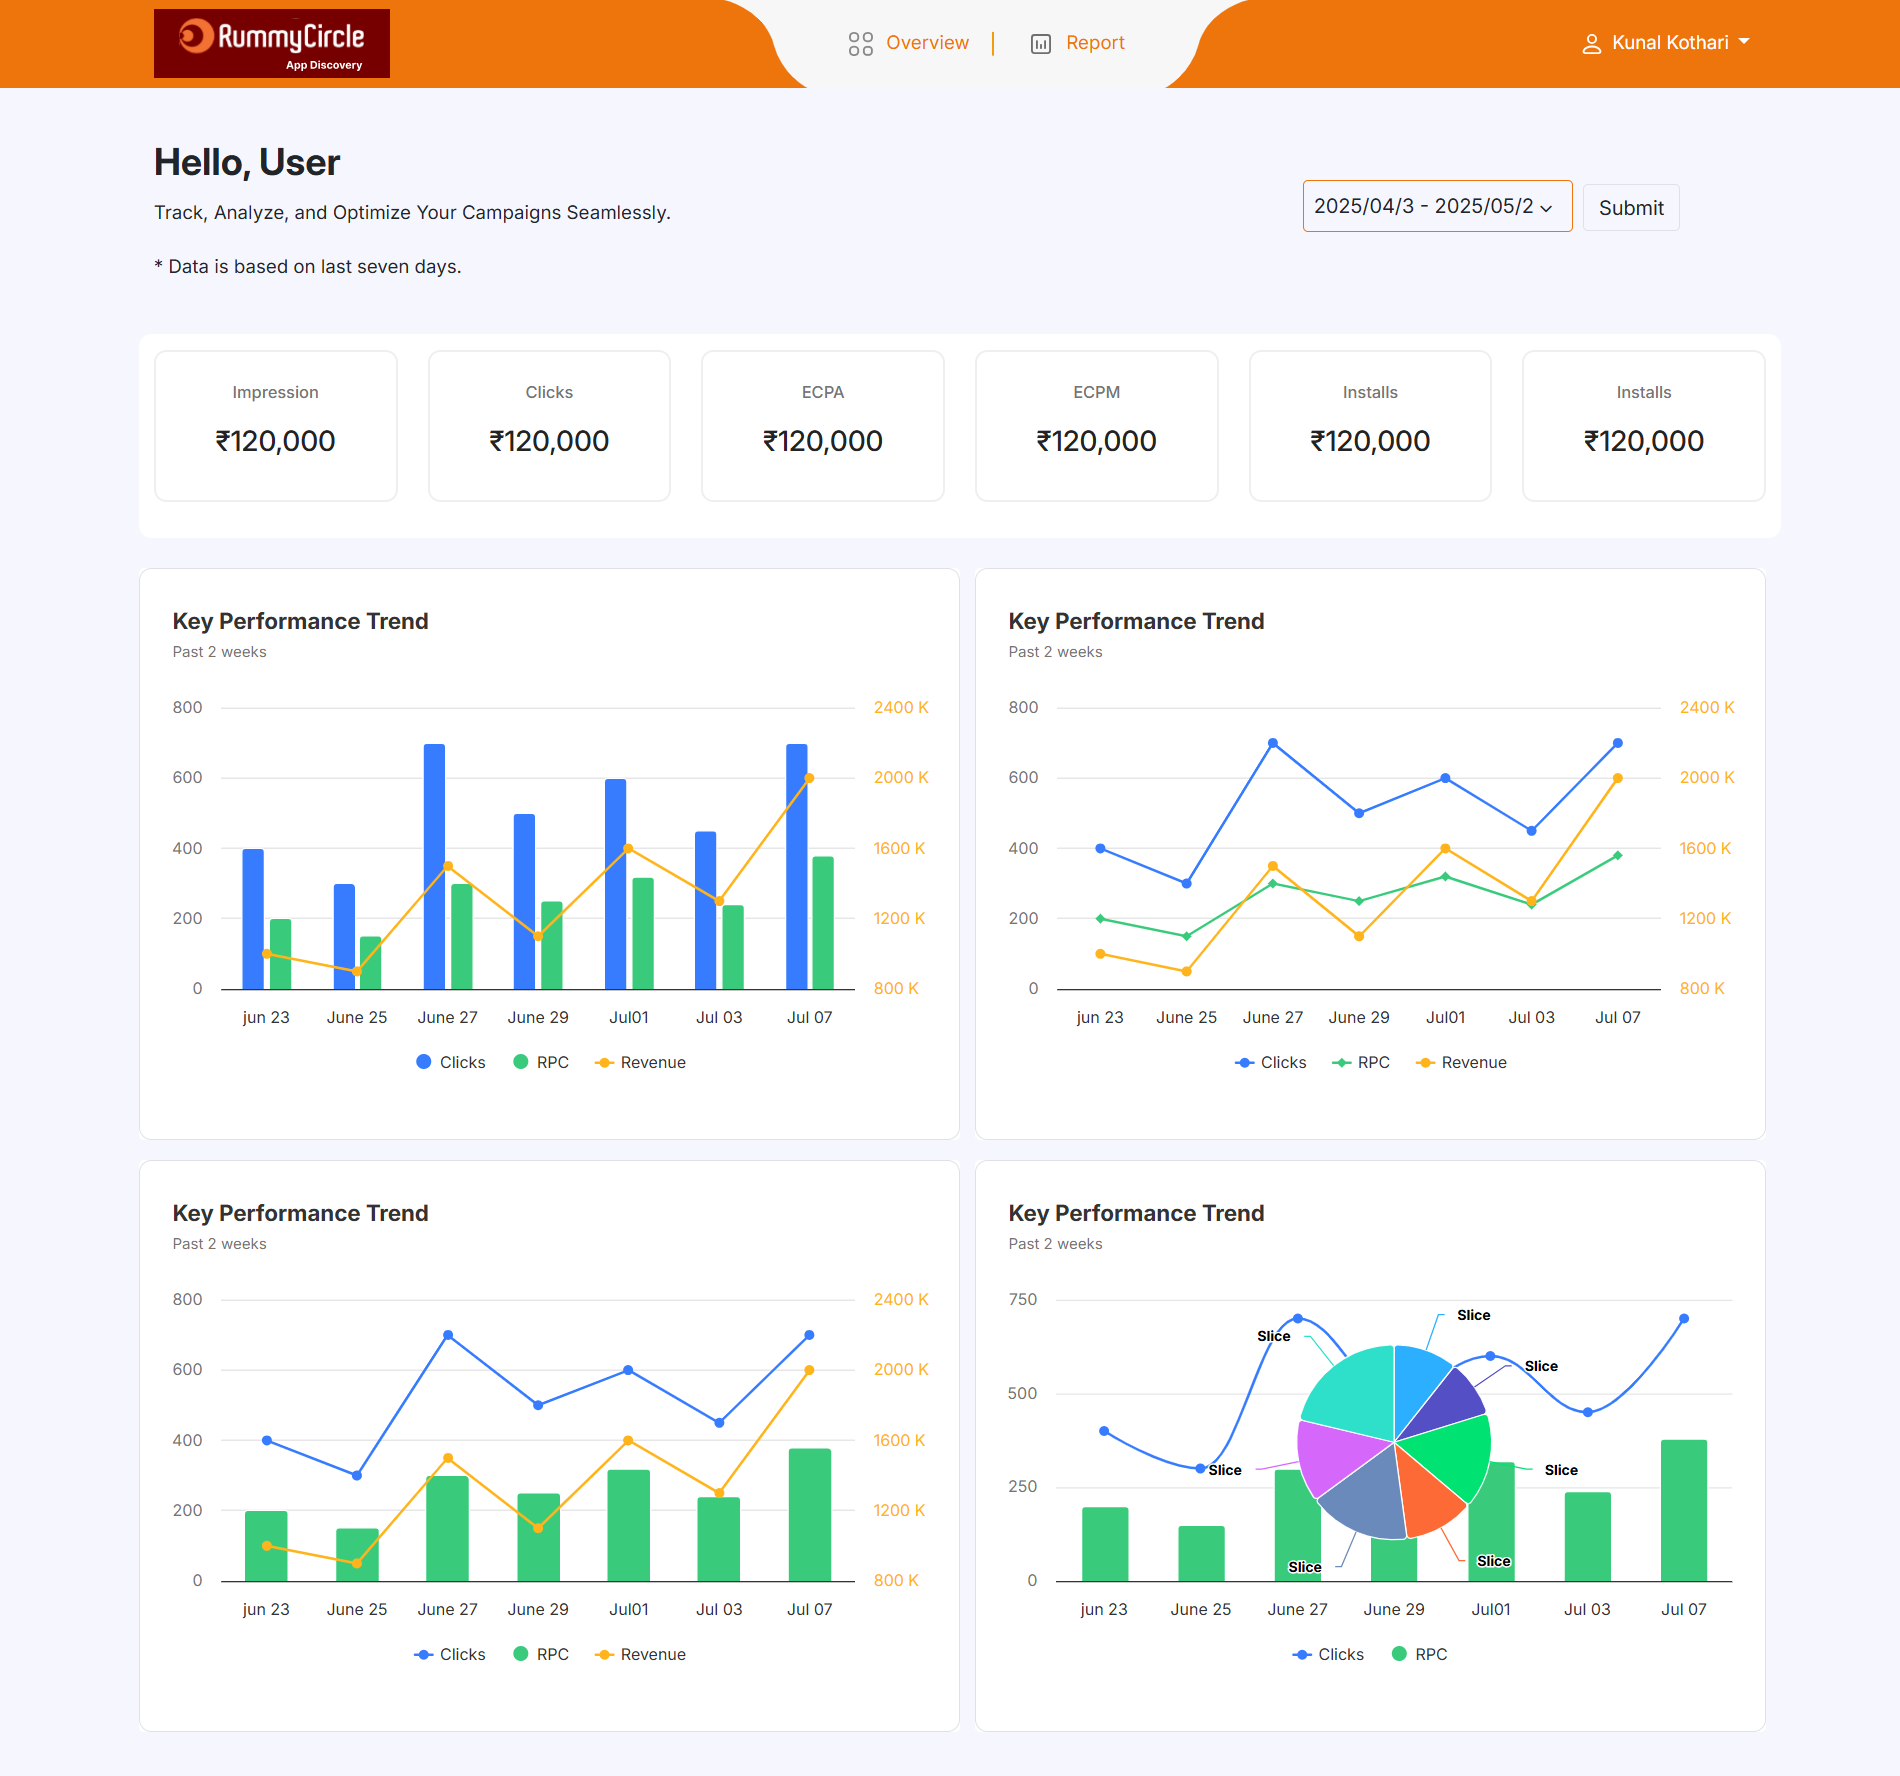 RummyCircle
App Discovery
Overview
Report
Kunal Kothari
Hello, User
Track, Analyze, and Optimize Your Campaigns Seamlessly.
* Data is based on last seven days.
2025/04/3 - 2025/05/2
Submit
Impression
₹120,000
Clicks
₹120,000
ECPA
₹120,000
ECPM
₹120,000
Installs
₹120,000
Installs
₹120,000
Key Performance Trend
Past 2 weeks
800 2400 K
600 2000 K
400 1600 K
200 1200 K
0 800 K
jun 23 June 25 June 27 June 29 Jul01 Jul 03 Jul 07
Clicks RPC Revenue
Key Performance Trend
Past 2 weeks
800 2400 K
600 2000 K
400 1600 K
200 1200 K
0 800 K
jun 23 June 25 June 27 June 29 Jul01 Jul 03 Jul 07
Clicks RPC Revenue
Key Performance Trend
Past 2 weeks
800 2400 K
600 2000 K
400 1600 K
200 1200 K
0 800 K
jun 23 June 25 June 27 June 29 Jul01 Jul 03 Jul 07
Clicks RPC Revenue
Key Performance Trend
Past 2 weeks
750
Slice
Slice
Slice
500
Slice Slice
250
Slice
Slice
0
jun 23 June 25 June 27 June 29 Jul01 Jul 03 Jul 07
Clicks RPC